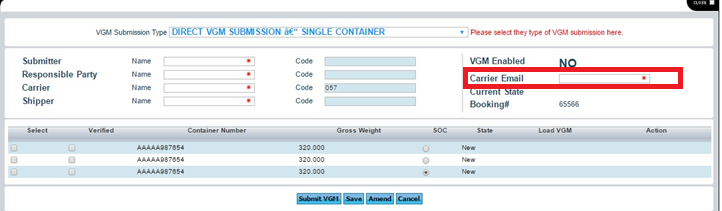 CLOSE
VGM Submission Type DIRECT VGM SUBMISSION â€“ SINGLE CONTAINER Please select they type of VGM submission here.
Submitter Name * Code VGM Enabled NO
Responsible Party Name * Code Carrier Email *
Carrier Name * Code 057 Current State
Shipper Name * Code Booking# 65566
Select Verified Container Number Gross Weight SOC State Load VGM Action
AAAAA987654 320.000 New
AAAAA987654 320.000 New
AAAAA987654 320.000 New
Submit VGM Save Amend Cancel